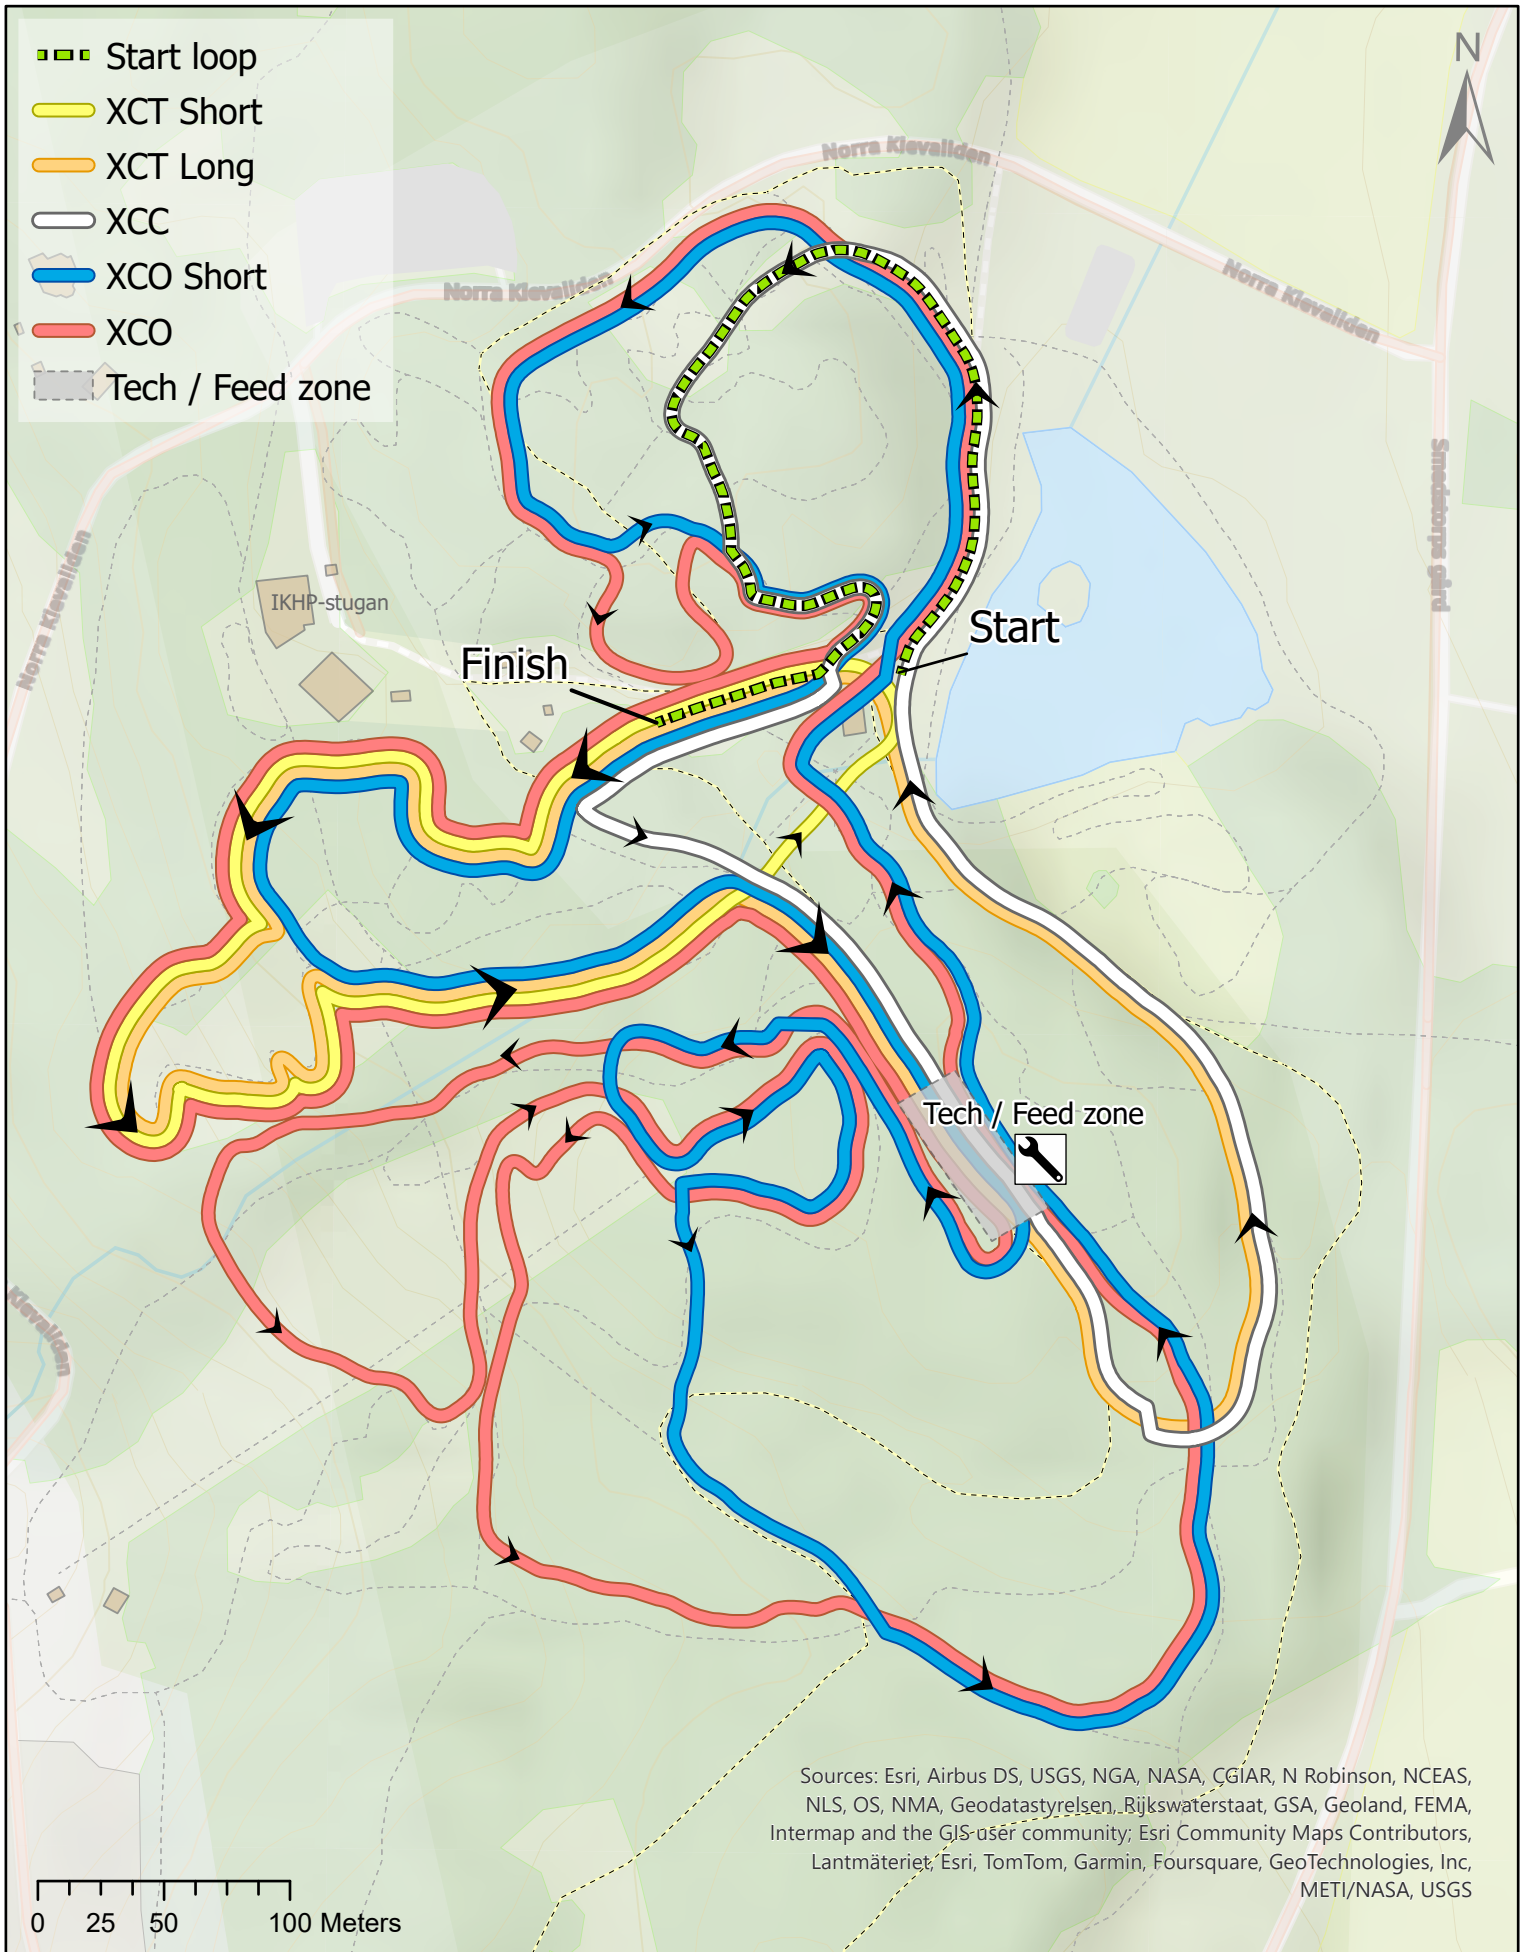 Start loop
XCT Short
XCT Long
XCC
XCO Short
XCO
Tech / Feed zone
N
Norra Klevaliden
Norra Klevaliden
Norra Klevaliden
Norra Klevaliden
Smedstorps gård
IKHP-stugan
Start
Finish
Tech / Feed zone
Klevaliden
Sources: Esri, Airbus DS, USGS, NGA, NASA, CGIAR, N Robinson, NCEAS,
NLS, OS, NMA, Geodatastyrelsen, Rijkswaterstaat, GSA, Geoland, FEMA,
Intermap and the GIS user community; Esri Community Maps Contributors,
Lantmäteriet, Esri, TomTom, Garmin, Foursquare, GeoTechnologies, Inc,
METI/NASA, USGS
0 25 50 100 Meters